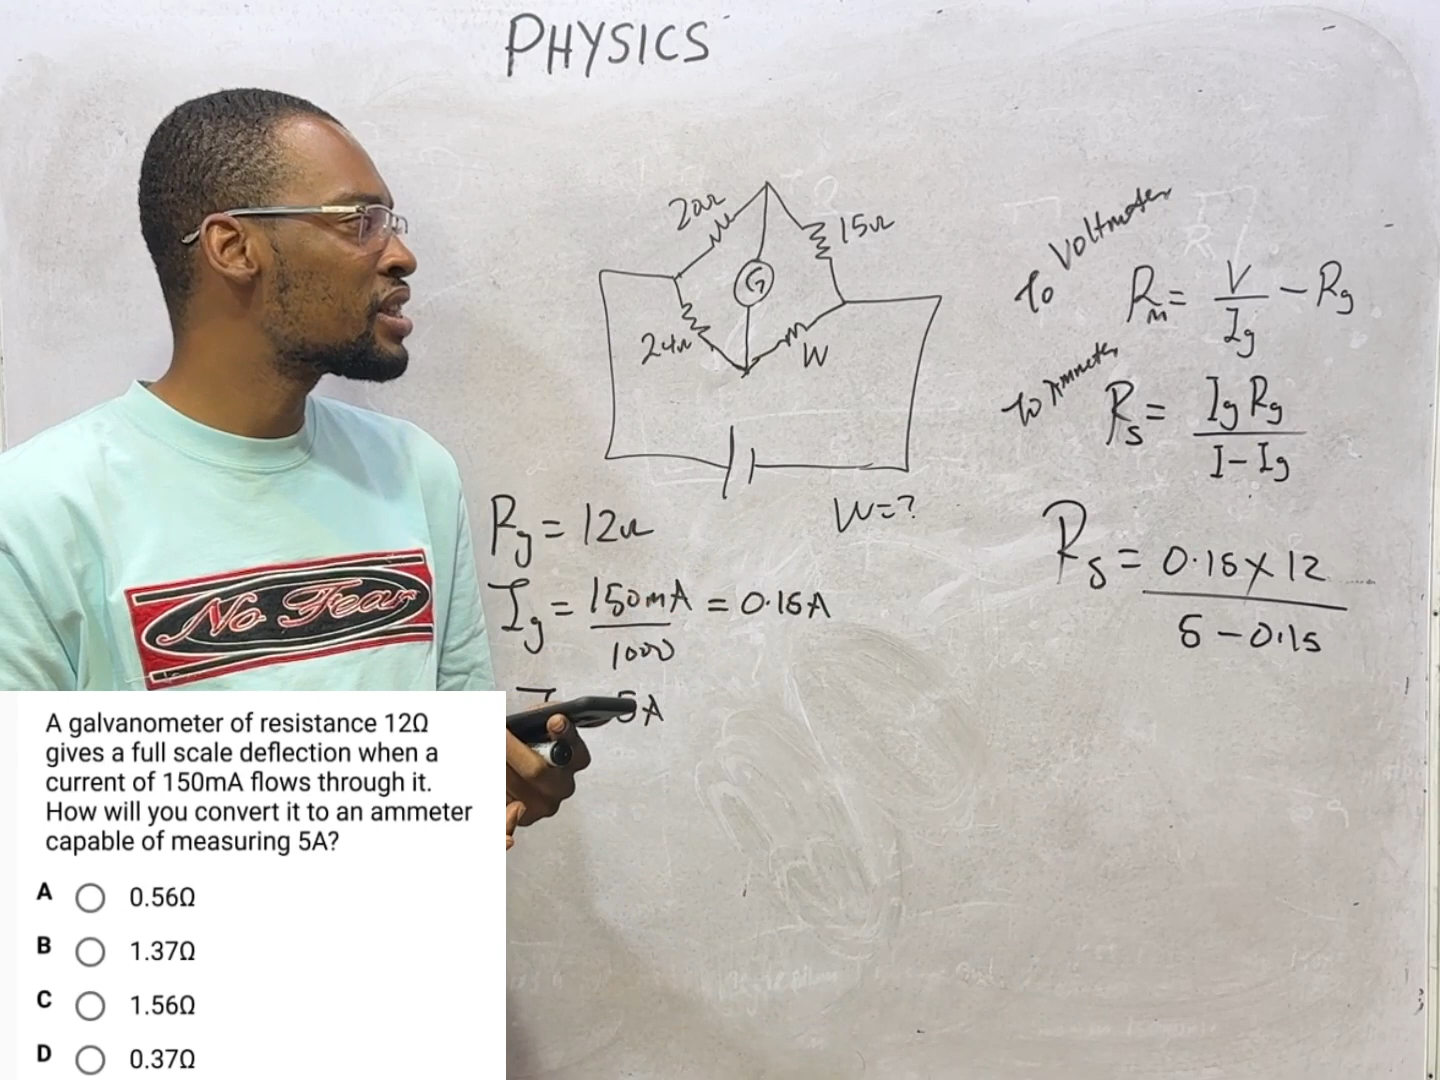 PHYSICS
20Ω
15Ω
G
24Ω
W
W=?
To Voltmeter
Rm = V/Ig - Rg
To Ammeter
Rs = IgRg/I-Ig
Rg = 12Ω
Ig = 150mA/1000 = 0.15A
5A
Rs = 0.15 x 12/5 - 0.15
No Fear
A galvanometer of resistance 12Ω
gives a full scale deflection when a
current of 150mA flows through it.
How will you convert it to an ammeter
capable of measuring 5A?
A 0.56Ω
B 1.37Ω
C 1.56Ω
D 0.37Ω